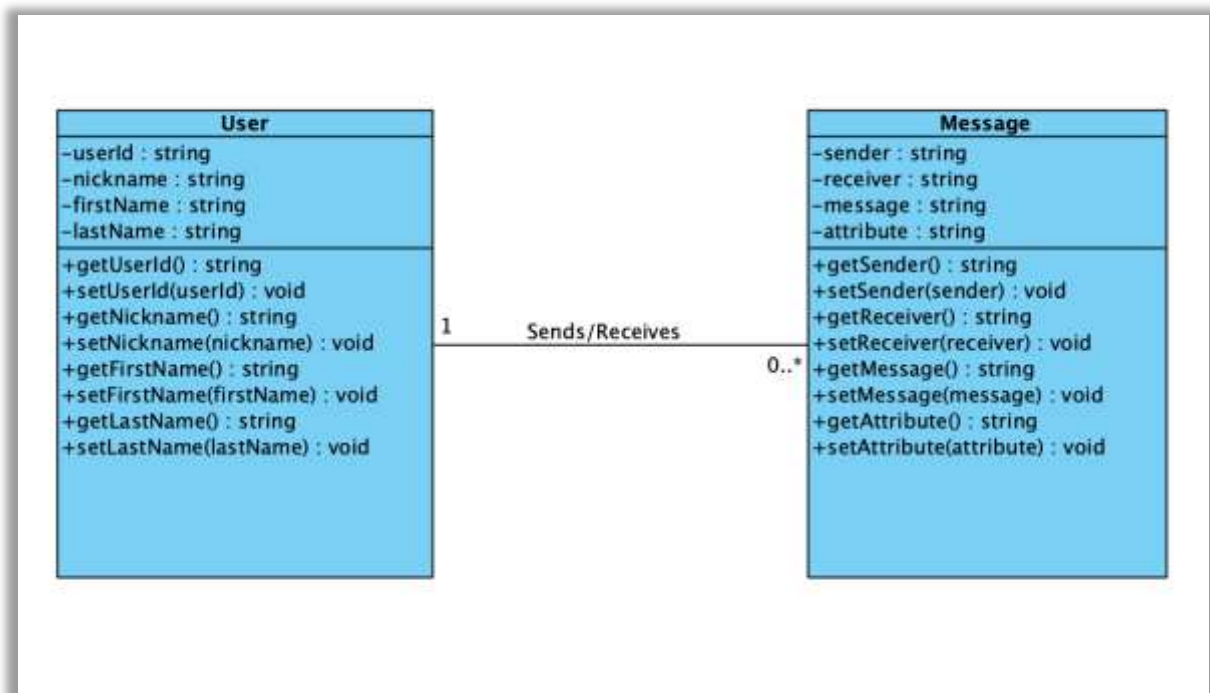 User
-userId : string
-nickname : string
-firstName : string
-lastName : string
+getUserId() : string
+setUserId(userId) : void
+getNickname() : string
+setNickname(nickname) : void
+getFirstName() : string
+setFirstName(firstName) : void
+getLastName() : string
+setLastName(lastName) : void
1
Sends/Receives
0..*
Message
-sender : string
-receiver : string
-message : string
-attribute : string
+getSender() : string
+setSender(sender) : void
+getReceiver() : string
+setReceiver(receiver) : void
+getMessage() : string
+setMessage(message) : void
+getAttribute() : string
+setAttribute(attribute) : void